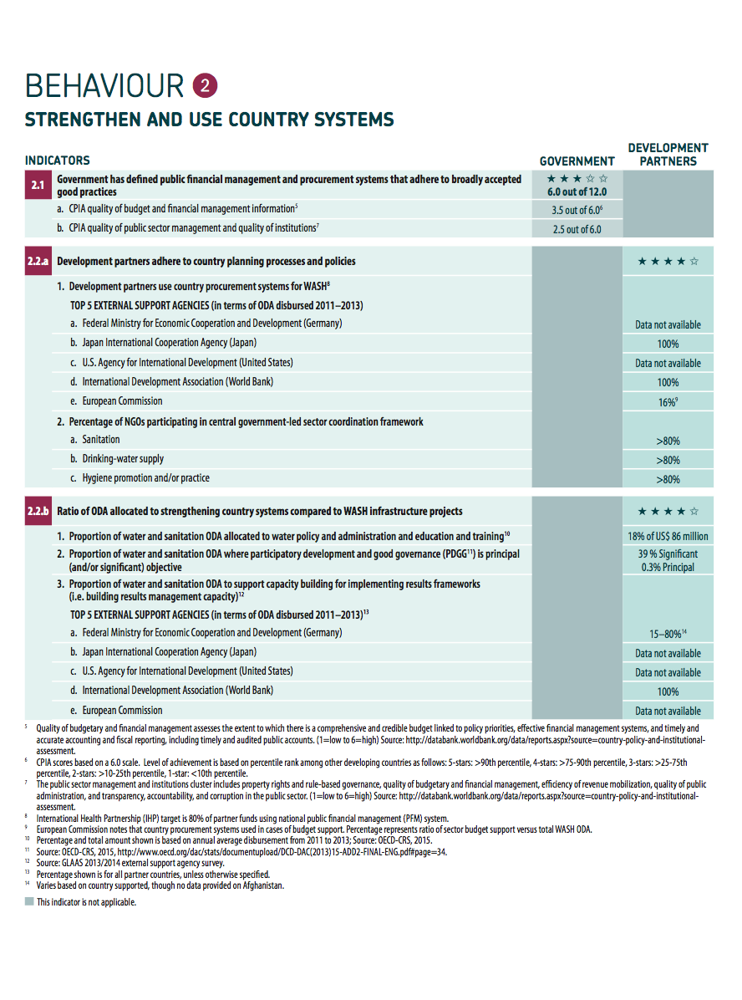 BEHAVIOUR 2
STRENGTHEN AND USE COUNTRY SYSTEMS
INDICATORS
GOVERNMENT
DEVELOPMENT
PARTNERS
2.1
Government has defined public financial management and procurement systems that adhere to broadly accepted
good practices
★ ★ ★ ☆ ☆
6.0 out of 12.0
a. CPIA quality of budget and financial management information⁵
3.5 out of 6.0⁶
b. CPIA quality of public sector management and quality of institutions⁷
2.5 out of 6.0
2.2.a Development partners adhere to country planning processes and policies
★ ★ ★ ★ ☆
1. Development partners use country procurement systems for WASH⁸
TOP 5 EXTERNAL SUPPORT AGENCIES (in terms of ODA disbursed 2011–2013)
a. Federal Ministry for Economic Cooperation and Development (Germany)
Data not available
b. Japan International Cooperation Agency (Japan)
100%
c. U.S. Agency for International Development (United States)
Data not available
d. International Development Association (World Bank)
100%
e. European Commission
16%⁹
2. Percentage of NGOs participating in central government-led sector coordination framework
a. Sanitation
>80%
b. Drinking-water supply
>80%
c. Hygiene promotion and/or practice
>80%
2.2.b Ratio of ODA allocated to strengthening country systems compared to WASH infrastructure projects
★ ★ ★ ★ ☆
1. Proportion of water and sanitation ODA allocated to water policy and administration and education and training¹⁰
18% of US$ 86 million
2. Proportion of water and sanitation ODA where participatory development and good governance (PDGG¹¹) is principal
(and/or significant) objective
39 % Significant
0.3% Principal
3. Proportion of water and sanitation ODA to support capacity building for implementing results frameworks
(i.e. building results management capacity)¹²
TOP 5 EXTERNAL SUPPORT AGENCIES (in terms of ODA disbursed 2011–2013)¹³
a. Federal Ministry for Economic Cooperation and Development (Germany)
15–80%¹⁴
b. Japan International Cooperation Agency (Japan)
Data not available
c. U.S. Agency for International Development (United States)
Data not available
d. International Development Association (World Bank)
100%
e. European Commission
Data not available
⁵ Quality of budgetary and financial management assesses the extent to which there is a comprehensive and credible budget linked to policy priorities, effective financial management systems, and timely and
accurate accounting and fiscal reporting, including timely and audited public accounts. (1=low to 6=high) Source: http://databank.worldbank.org/data/reports.aspx?source=country-policy-and-institutional-
assessment.
⁶ CPIA scores based on a 6.0 scale. Level of achievement is based on percentile rank among other developing countries as follows: 5-stars: >90th percentile, 4-stars: >75-90th percentile, 3-stars: >25-75th
percentile, 2-stars: >10-25th percentile, 1-star: <10th percentile.
⁷ The public sector management and institutions cluster includes property rights and rule-based governance, quality of budgetary and financial management, efficiency of revenue mobilization, quality of public
administration, and transparency, accountability, and corruption in the public sector. (1=low to 6=high) Source: http://databank.worldbank.org/data/reports.aspx?source=country-policy-and-institutional-
assessment.
⁸ International Health Partnership (IHP) target is 80% of partner funds using national public financial management (PFM) system.
⁹ European Commission notes that country procurement systems used in cases of budget support. Percentage represents ratio of sector budget support versus total WASH ODA.
¹⁰ Percentage and total amount shown is based on annual average disbursement from 2011 to 2013; Source: OECD-CRS, 2015.
¹¹ Source: OECD-CRS, 2015, http://www.oecd.org/dac/stats/documentupload/DCD-DAC(2013)15-ADD2-FINAL-ENG.pdf#page=34.
¹² Source: GLAAS 2013/2014 external support agency survey.
¹³ Percentage shown is for all partner countries, unless otherwise specified.
¹⁴ Varies based on country supported, though no data provided on Afghanistan.
This indicator is not applicable.